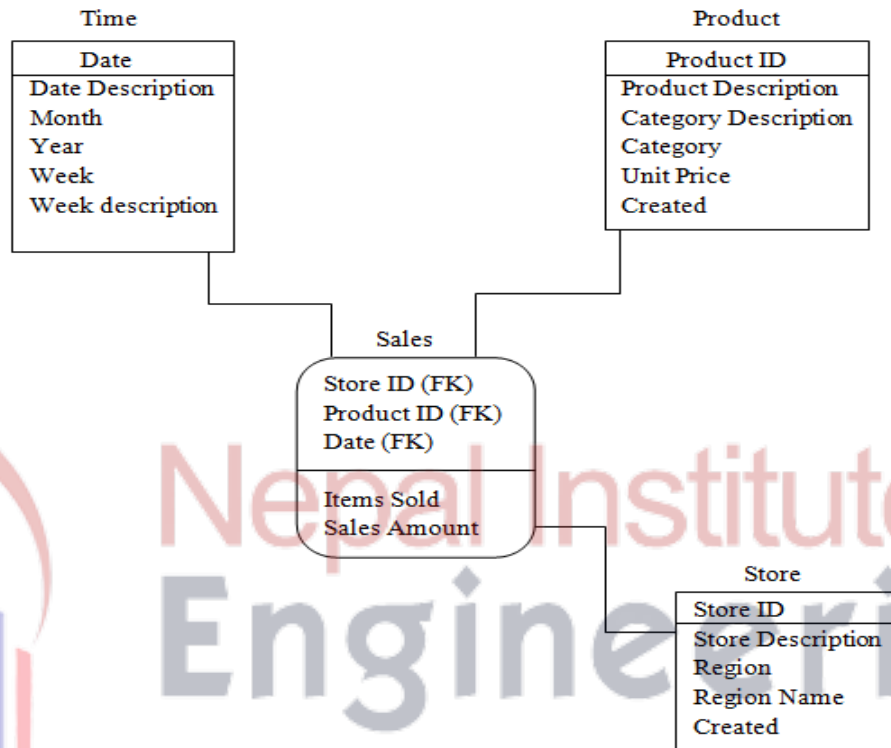 Time
Date
Date Description
Month
Year
Week
Week description
Product
Product ID
Product Description
Category Description
Category
Unit Price
Created
Sales
Store ID (FK)
Product ID (FK)
Date (FK)
Items Sold
Sales Amount
Store
Store ID
Store Description
Region
Region Name
Created
Nepal Institute
Engineeri